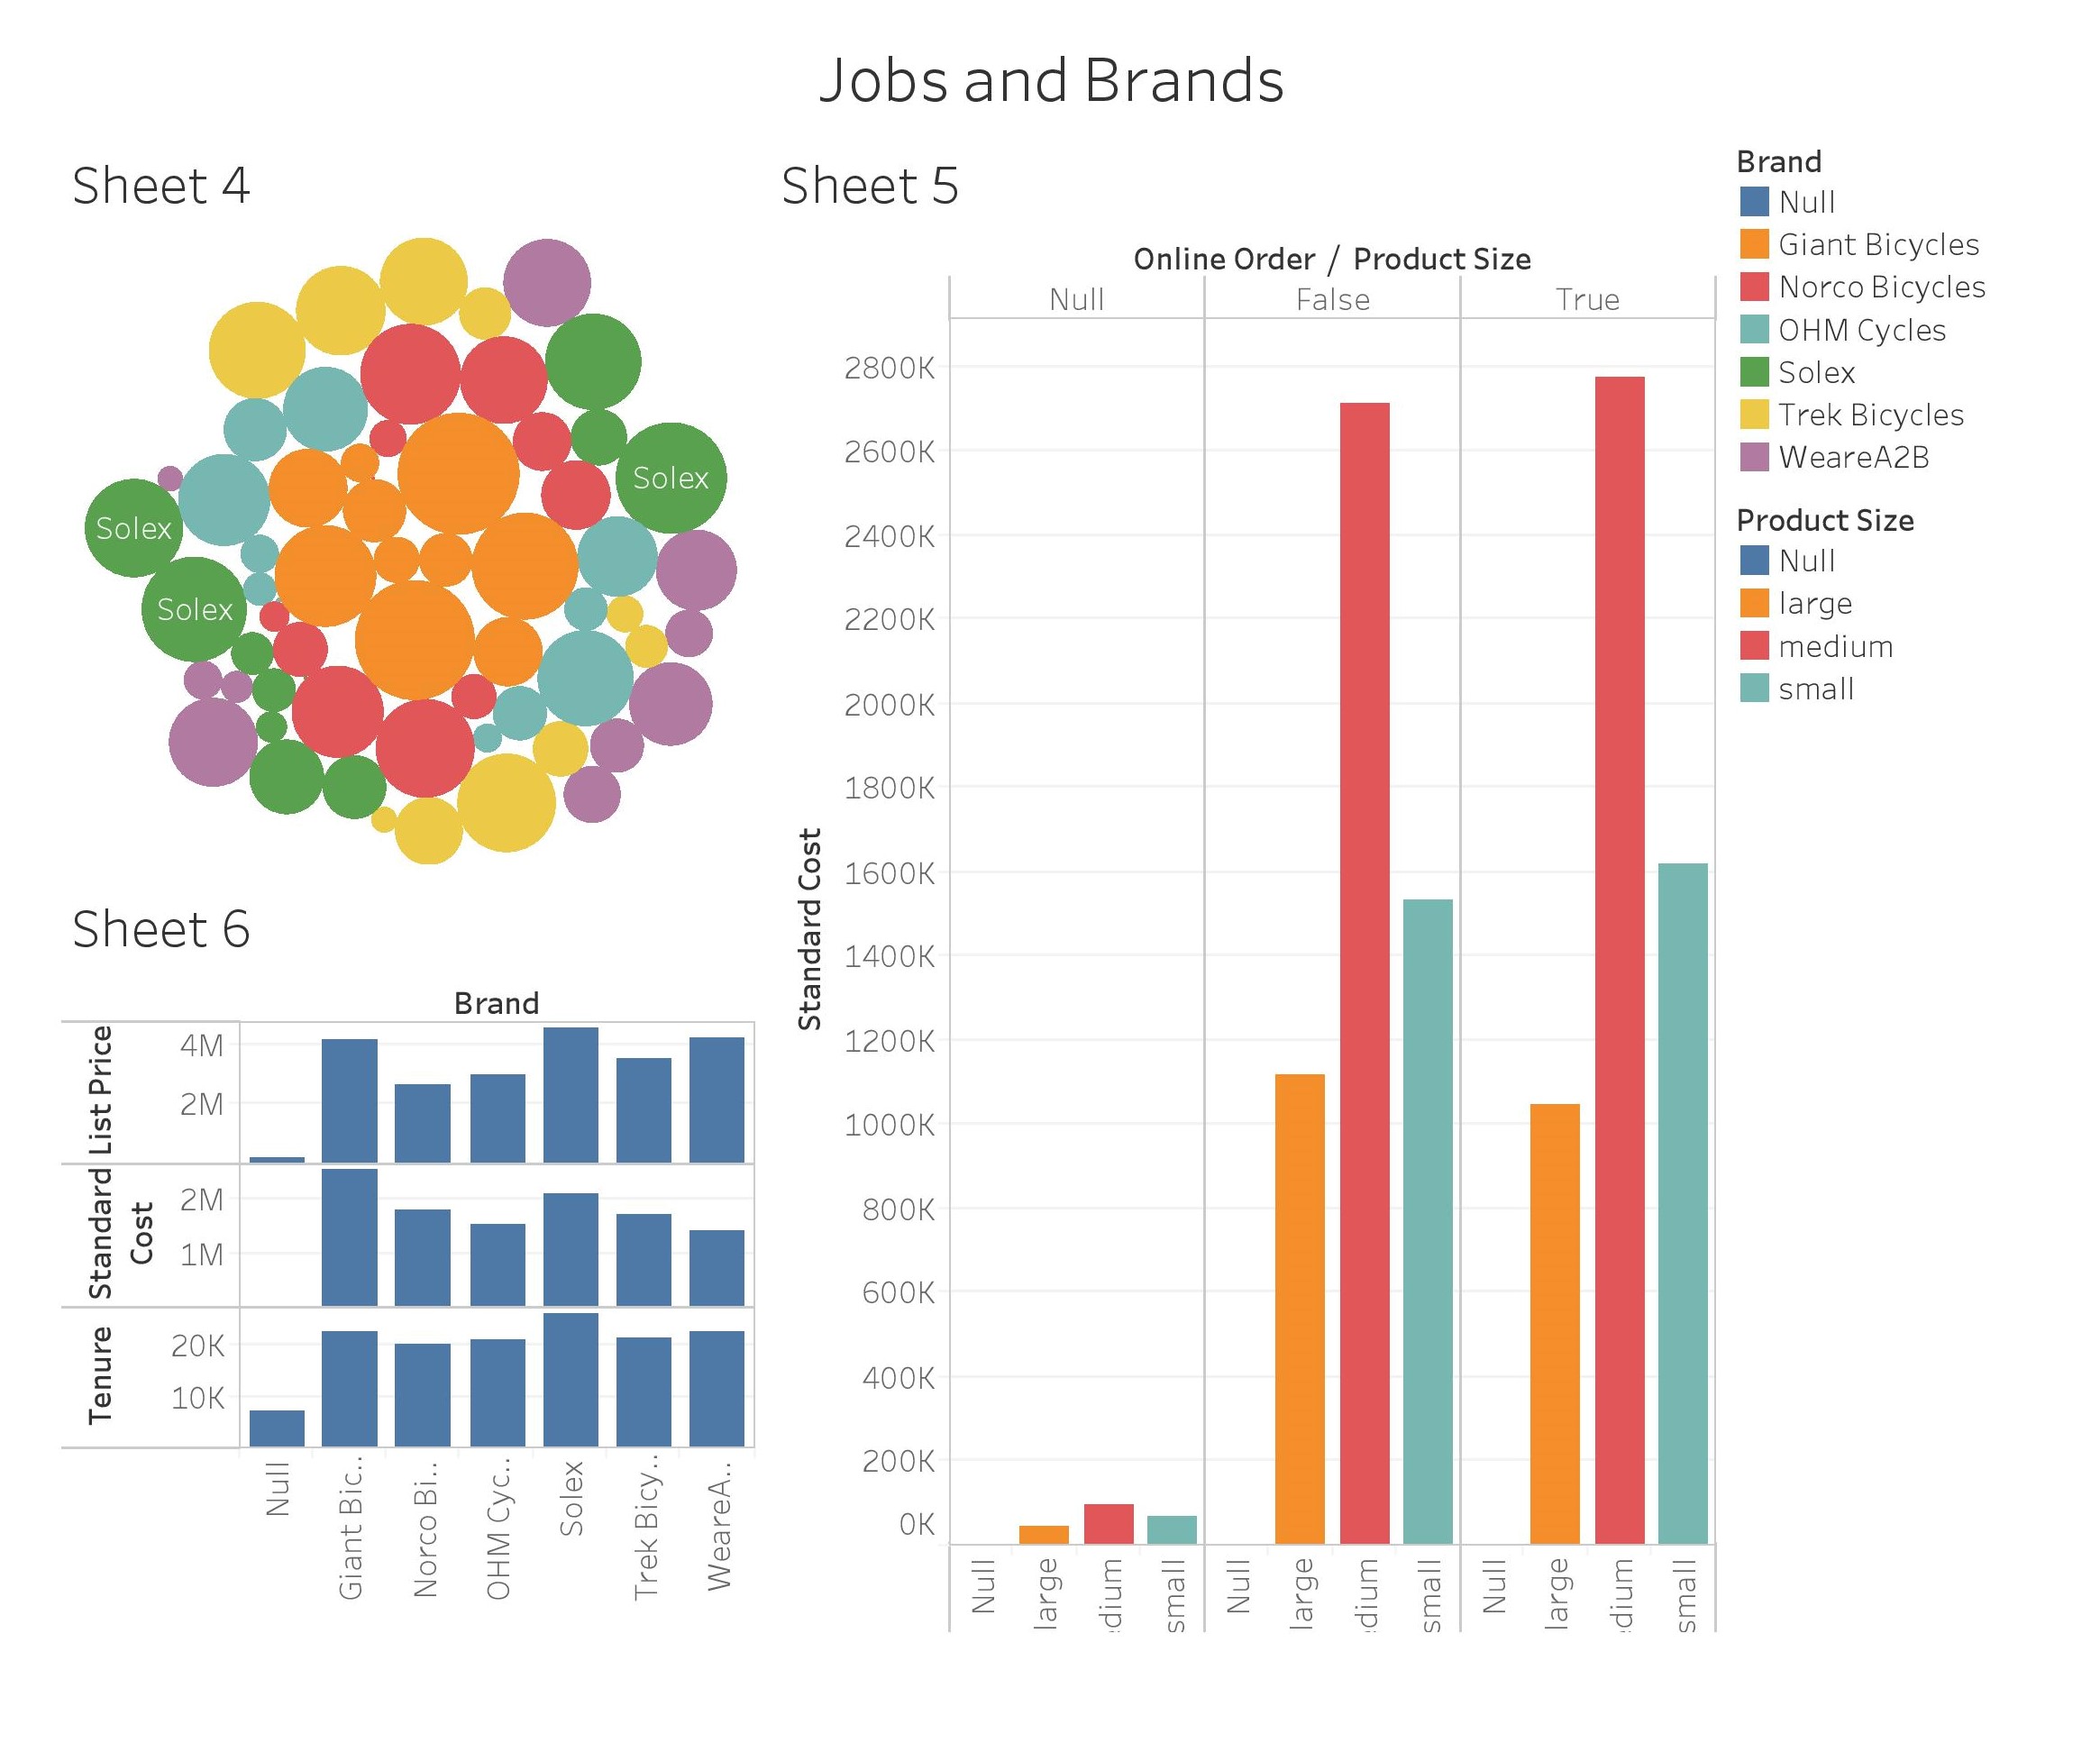 Jobs and Brands
Sheet 4
Solex
Solex
Solex
Sheet 6
Brand
List Price
4M
2M
Standard
Cost
2M
1M
Tenure
20K
10K
Null
Giant Bic..
Norco Bi..
OHM Cyc..
Solex
Trek Bicy..
WeareA..
Sheet 5
Online Order / Product Size
Null False True
Standard Cost
2800K
2600K
2400K
2200K
2000K
1800K
1600K
1400K
1200K
1000K
800K
600K
400K
200K
0K
Null
large
edium
small
Null
large
edium
small
Null
large
edium
small
Brand
Null
Giant Bicycles
Norco Bicycles
OHM Cycles
Solex
Trek Bicycles
WeareA2B
Product Size
Null
large
medium
small